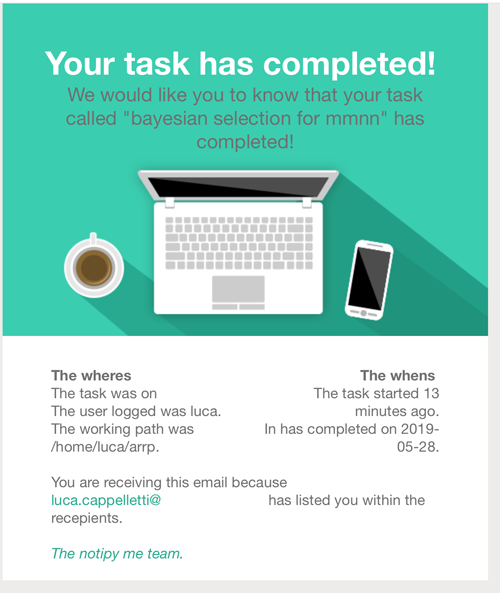 Your task has completed!
We would like you to know that your task
called "bayesian selection for mmnn" has
completed!
The wheres
The task was on
The user logged was luca.
The working path was
/home/luca/arrp.
The whens
The task started 13
minutes ago.
In has completed on 2019-
05-28.
You are receiving this email because
luca.cappelletti@ has listed you within the
recepients.
The notipy me team.